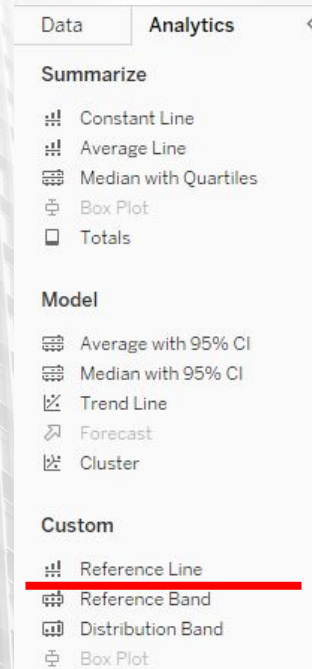 Data Analytics
Summarize
Constant Line
Average Line
Median with Quartiles
Box Plot
Totals
Model
Average with 95% CI
Median with 95% CI
Trend Line
Forecast
Cluster
Custom
Reference Line
Reference Band
Distribution Band
Box Plot